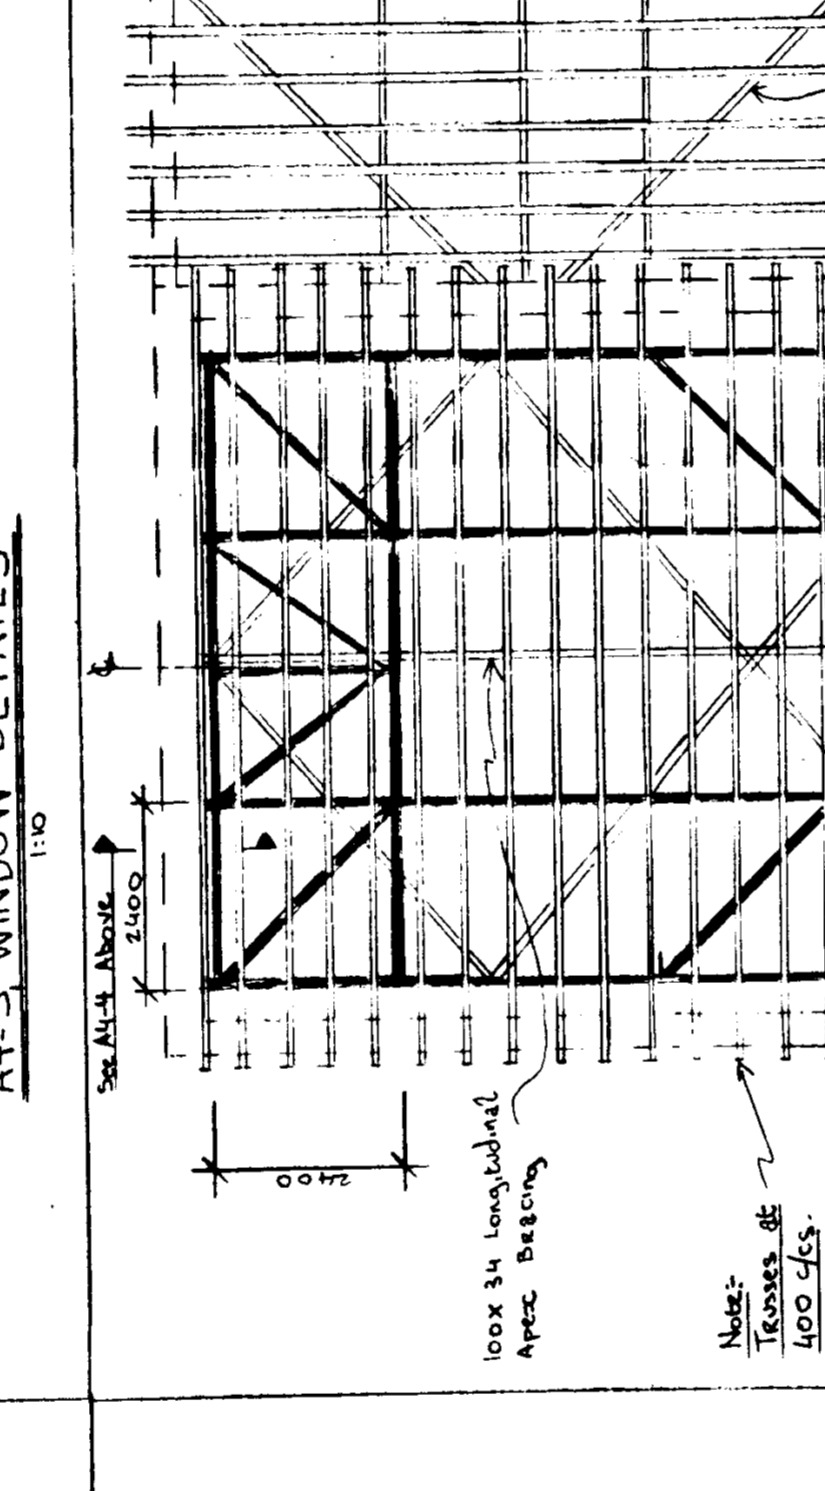 WINDOW DETAILS
1:10
See A4-4 Above
2400
2400
100x 34 Longitudinal
Apex Bracing
Note:-
Trusses at
400 c/cs.